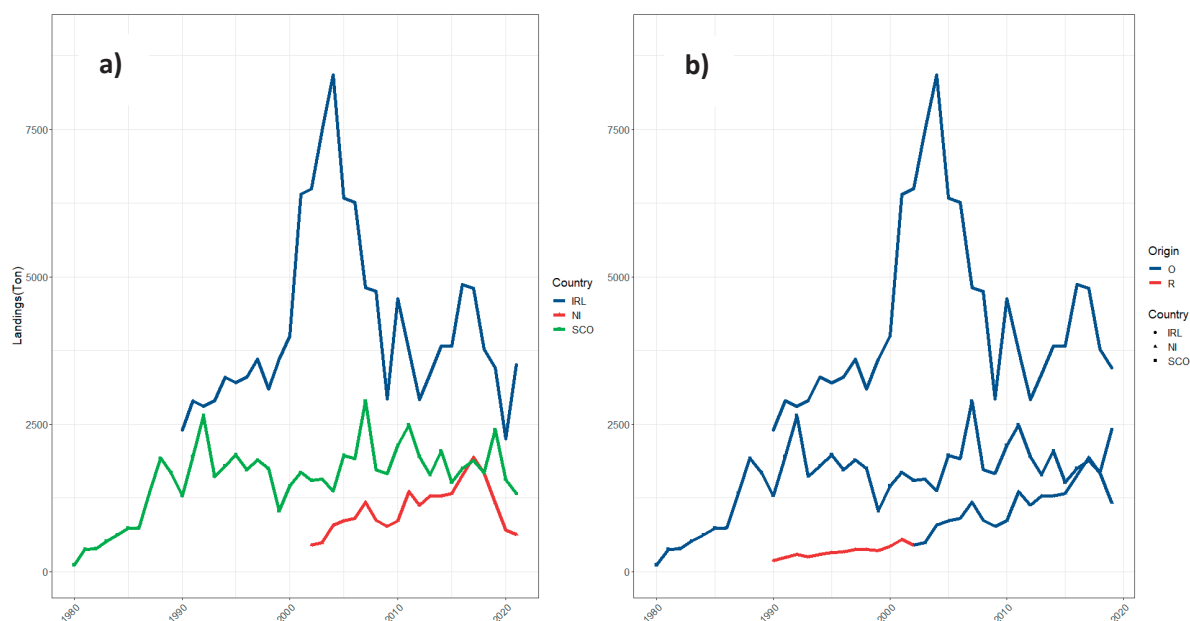 a)
Landings(Ton)
7500
5000
2500
0
1980
1990
2000
2010
2020
Country
IRL
NI
SCO
b)
7500
5000
2500
0
1980
1990
2000
2010
2020
Origin
O
R
Country
IRL
NI
SCO